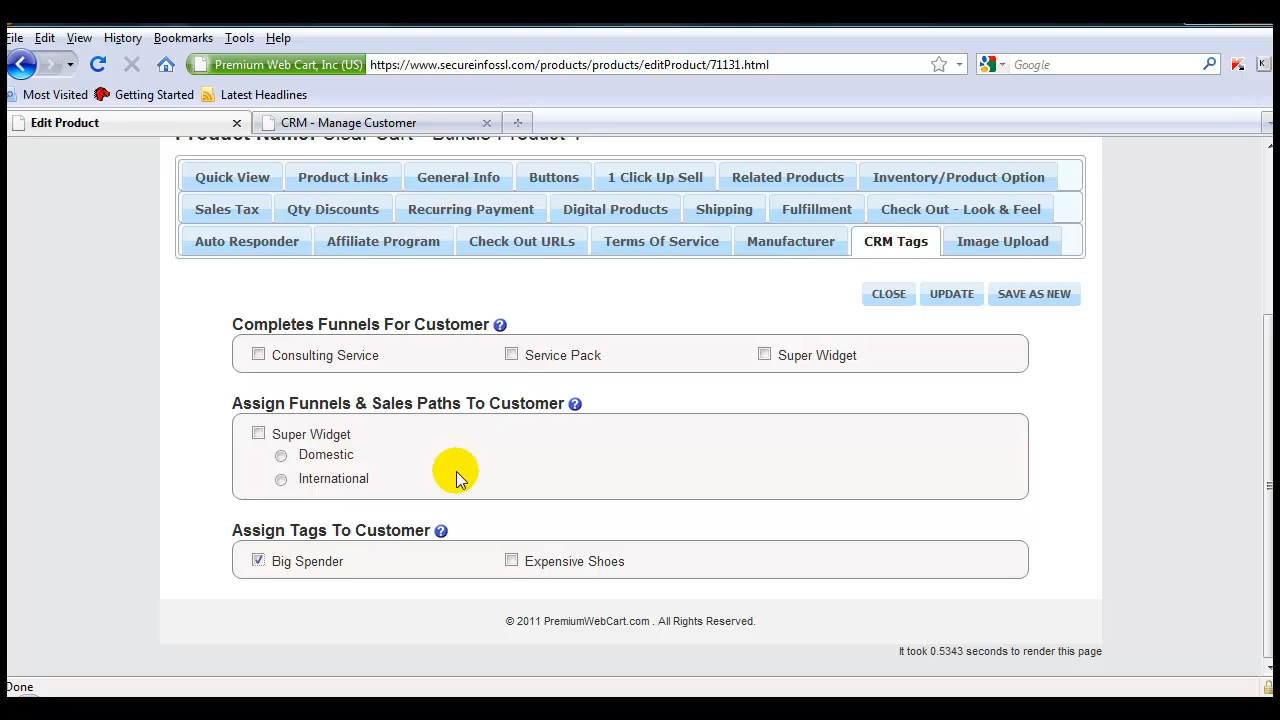 File Edit View History Bookmarks Tools Help
Premium Web Cart, Inc (US) https://www.secureinfossl.com/products/products/editProduct/71131.html Google
Most Visited Getting Started Latest Headlines
Edit Product CRM - Manage Customer
Product Name: Clear Cart - Bundle Product
Quick View Product Links General Info Buttons 1 Click Up Sell Related Products Inventory/Product Option
Sales Tax Qty Discounts Recurring Payment Digital Products Shipping Fulfillment Check Out - Look & Feel
Auto Responder Affiliate Program Check Out URLs Terms Of Service Manufacturer CRM Tags Image Upload
CLOSE UPDATE SAVE AS NEW
Completes Funnels For Customer ?
Consulting Service Service Pack Super Widget
Assign Funnels & Sales Paths To Customer ?
Super Widget
Domestic
International
Assign Tags To Customer ?
Big Spender Expensive Shoes
© 2011 PremiumWebCart.com . All Rights Reserved.
It took 0.5343 seconds to render this page
Done